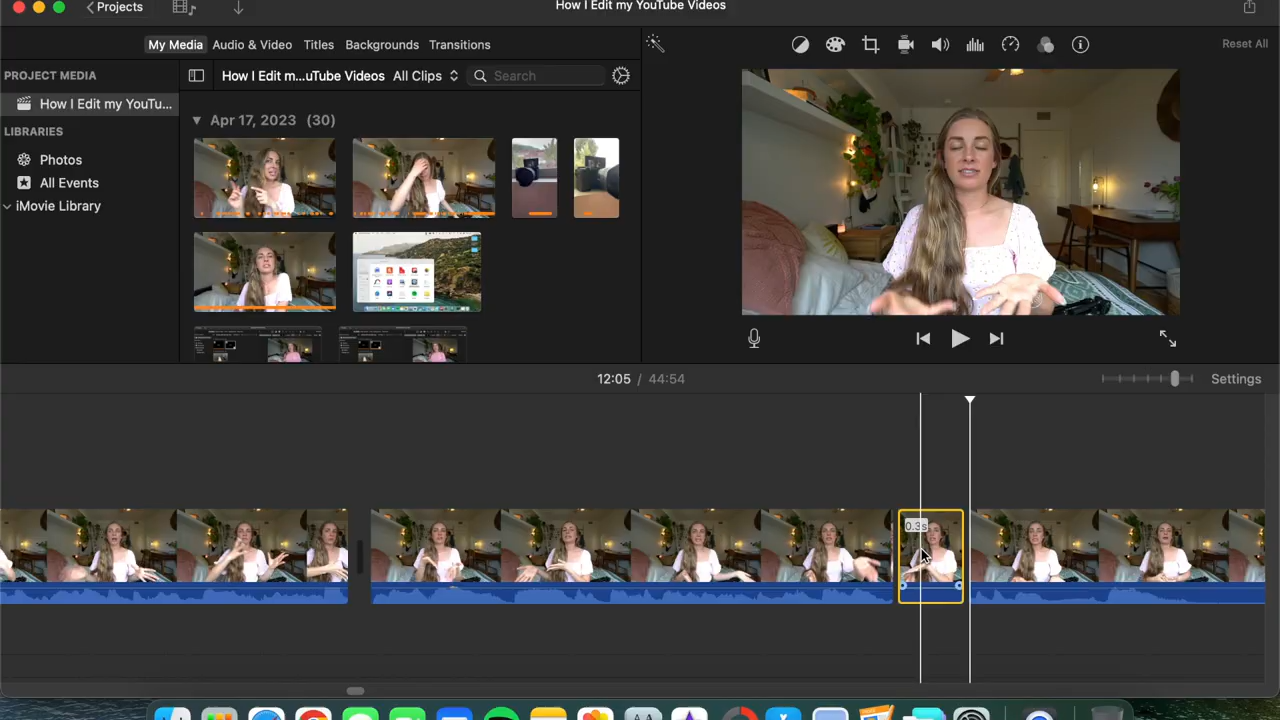 Projects
How I Edit my YouTube Videos
My Media Audio & Video Titles Backgrounds Transitions
Reset All
PROJECT MEDIA
How I Edit my YouTu...
LIBRARIES
Photos
All Events
iMovie Library
How I Edit m...uTube Videos All Clips Search
Apr 17, 2023 (30)
12:05 / 44:54
Settings
0.3s